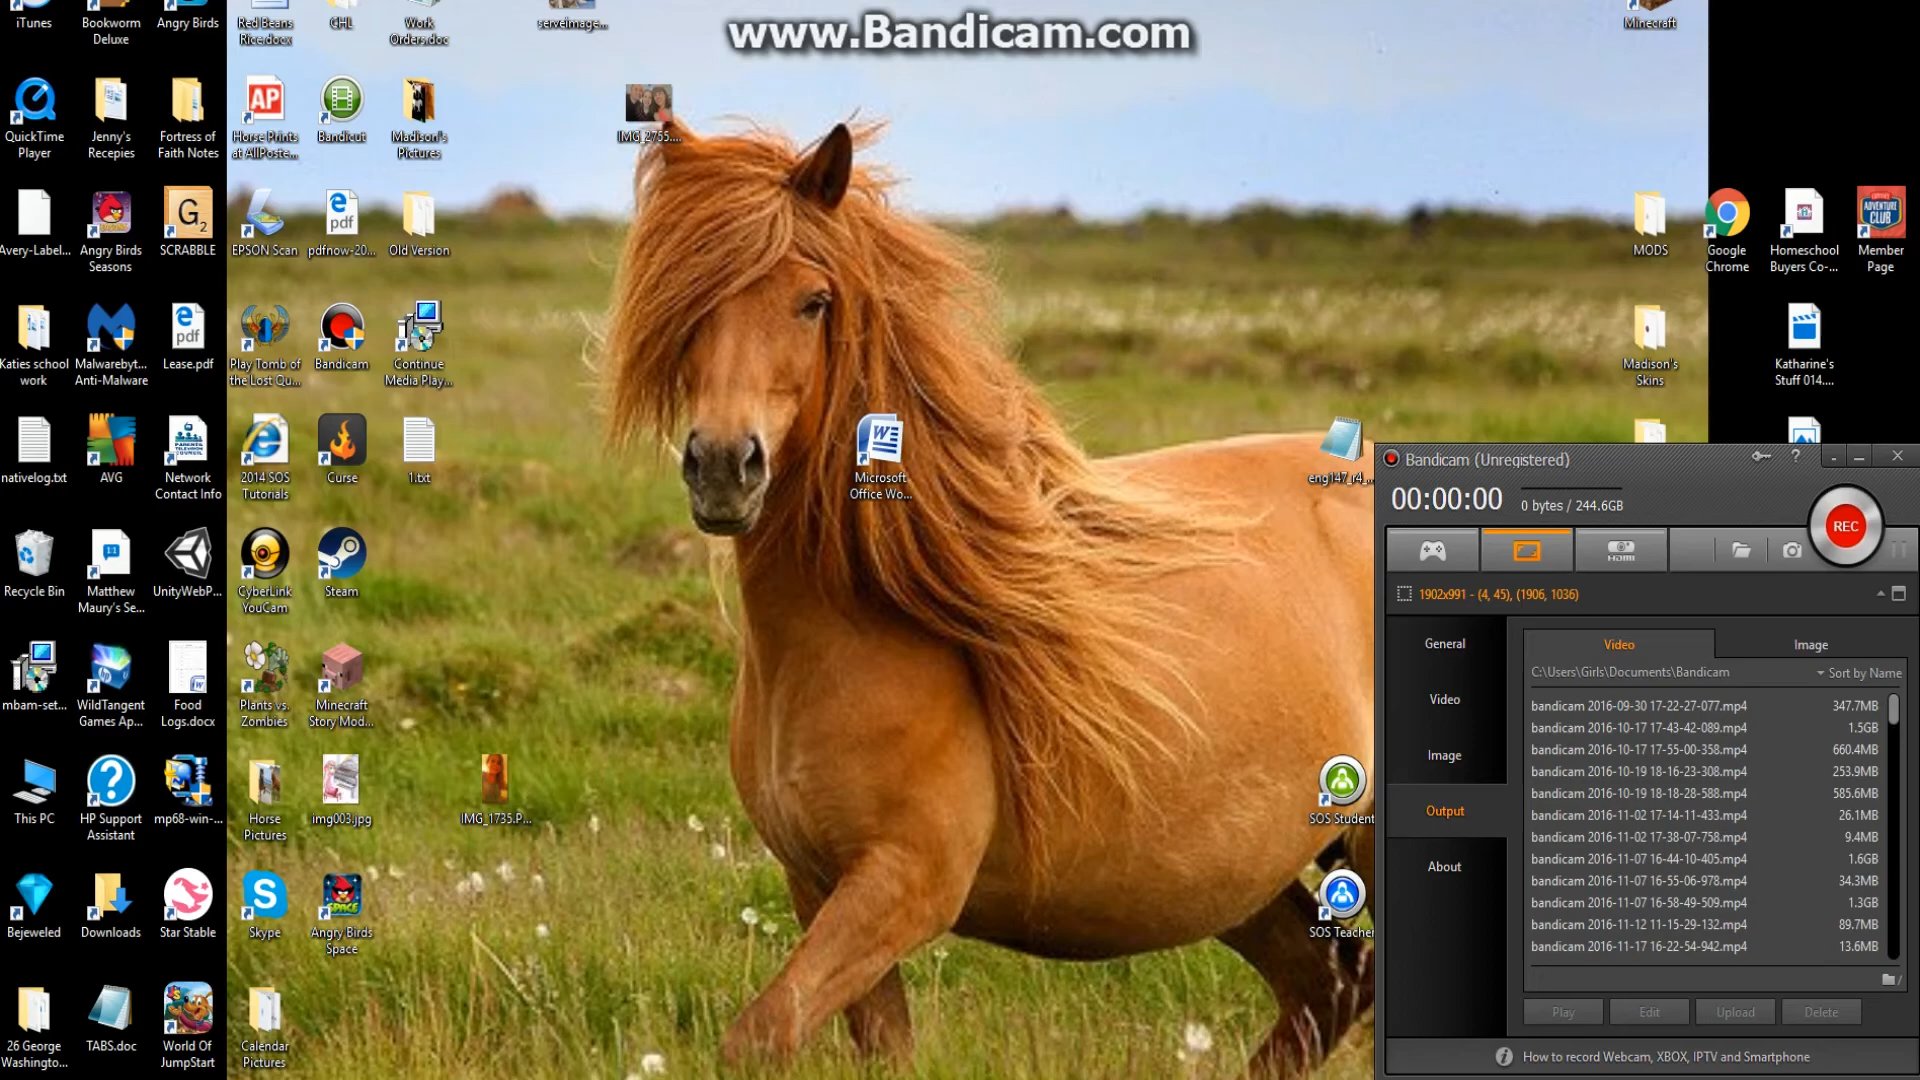 www.Bandicam.com
iTunes
Bookworm
Deluxe
Angry Birds
Red Beans
Rice.docx
CHL
Work
Orders.doc
serveimage...
Minecraft
QuickTime
Player
Jenny's
Recepies
Fortress of
Faith Notes
AP
Horse Prints
at AllPoste...
Bandicut
Madison's
Pictures
IMG_2755....
Avery-Label...
Angry Birds
Seasons
G2
SCRABBLE
EPSON Scan
pdf
pdfnow-20...
Old Version
MODS
Google
Chrome
Homeschool
Buyers Co-...
ADVENTURE
CLUB
Member
Page
Katies school
work
Malwarebyt...
Anti-Malware
pdf
Lease.pdf
Play Tomb of
the Lost Qu...
Bandicam
Continue
Media Play...
Madison's
Skins
Katharine's
Stuff 014....
nativelog.txt
AVG
Network
Contact Info
2014 SOS
Tutorials
Curse
1.txt
Microsoft
Office Wo...
eng147_r4_...
Recycle Bin
Matthew
Maury's Se...
UnityWebP...
CyberLink
YouCam
Steam
mbam-set...
WildTangent
Games Ap...
Food
Logs.docx
Plants vs.
Zombies
Minecraft
Story Mod...
This PC
HP Support
Assistant
mp68-win-...
Horse
Pictures
img003.jpg
IMG_1735.P...
SOS Student
Bejeweled
Downloads
Star Stable
Skype
SPACE
Angry Birds
Space
SOS Teacher
26 George
Washington...
TABS.doc
World Of
JumpStart
Calendar
Pictures
Bandicam (Unregistered)
00:00:00
0 bytes / 244.6GB
REC
HDMI
1902x991 - (4, 45), (1906, 1036)
General
Video
Image
Output
About
Video
Image
C:\Users\Girls\Documents\Bandicam
Sort by Name
bandicam 2016-09-30 17-22-27-077.mp4 347.7MB
bandicam 2016-10-17 17-43-42-089.mp4 1.5GB
bandicam 2016-10-17 17-55-00-358.mp4 660.4MB
bandicam 2016-10-19 18-16-23-308.mp4 253.9MB
bandicam 2016-10-19 18-18-28-588.mp4 585.6MB
bandicam 2016-11-02 17-14-11-433.mp4 26.1MB
bandicam 2016-11-02 17-38-07-758.mp4 9.4MB
bandicam 2016-11-07 16-44-10-405.mp4 1.6GB
bandicam 2016-11-07 16-55-06-978.mp4 34.3MB
bandicam 2016-11-07 16-58-49-509.mp4 1.3GB
bandicam 2016-11-12 11-15-29-132.mp4 89.7MB
bandicam 2016-11-17 16-22-54-942.mp4 13.6MB
Play
Edit
Upload
Delete
How to record Webcam, XBOX, IPTV and Smartphone